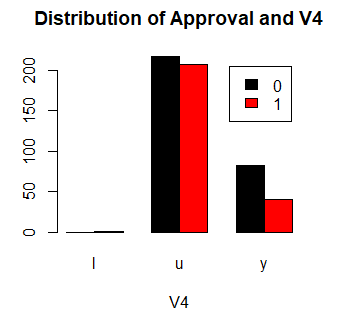 Distribution of Approval and V4
200
150
100
50
0
0
1
l
u
y
V4